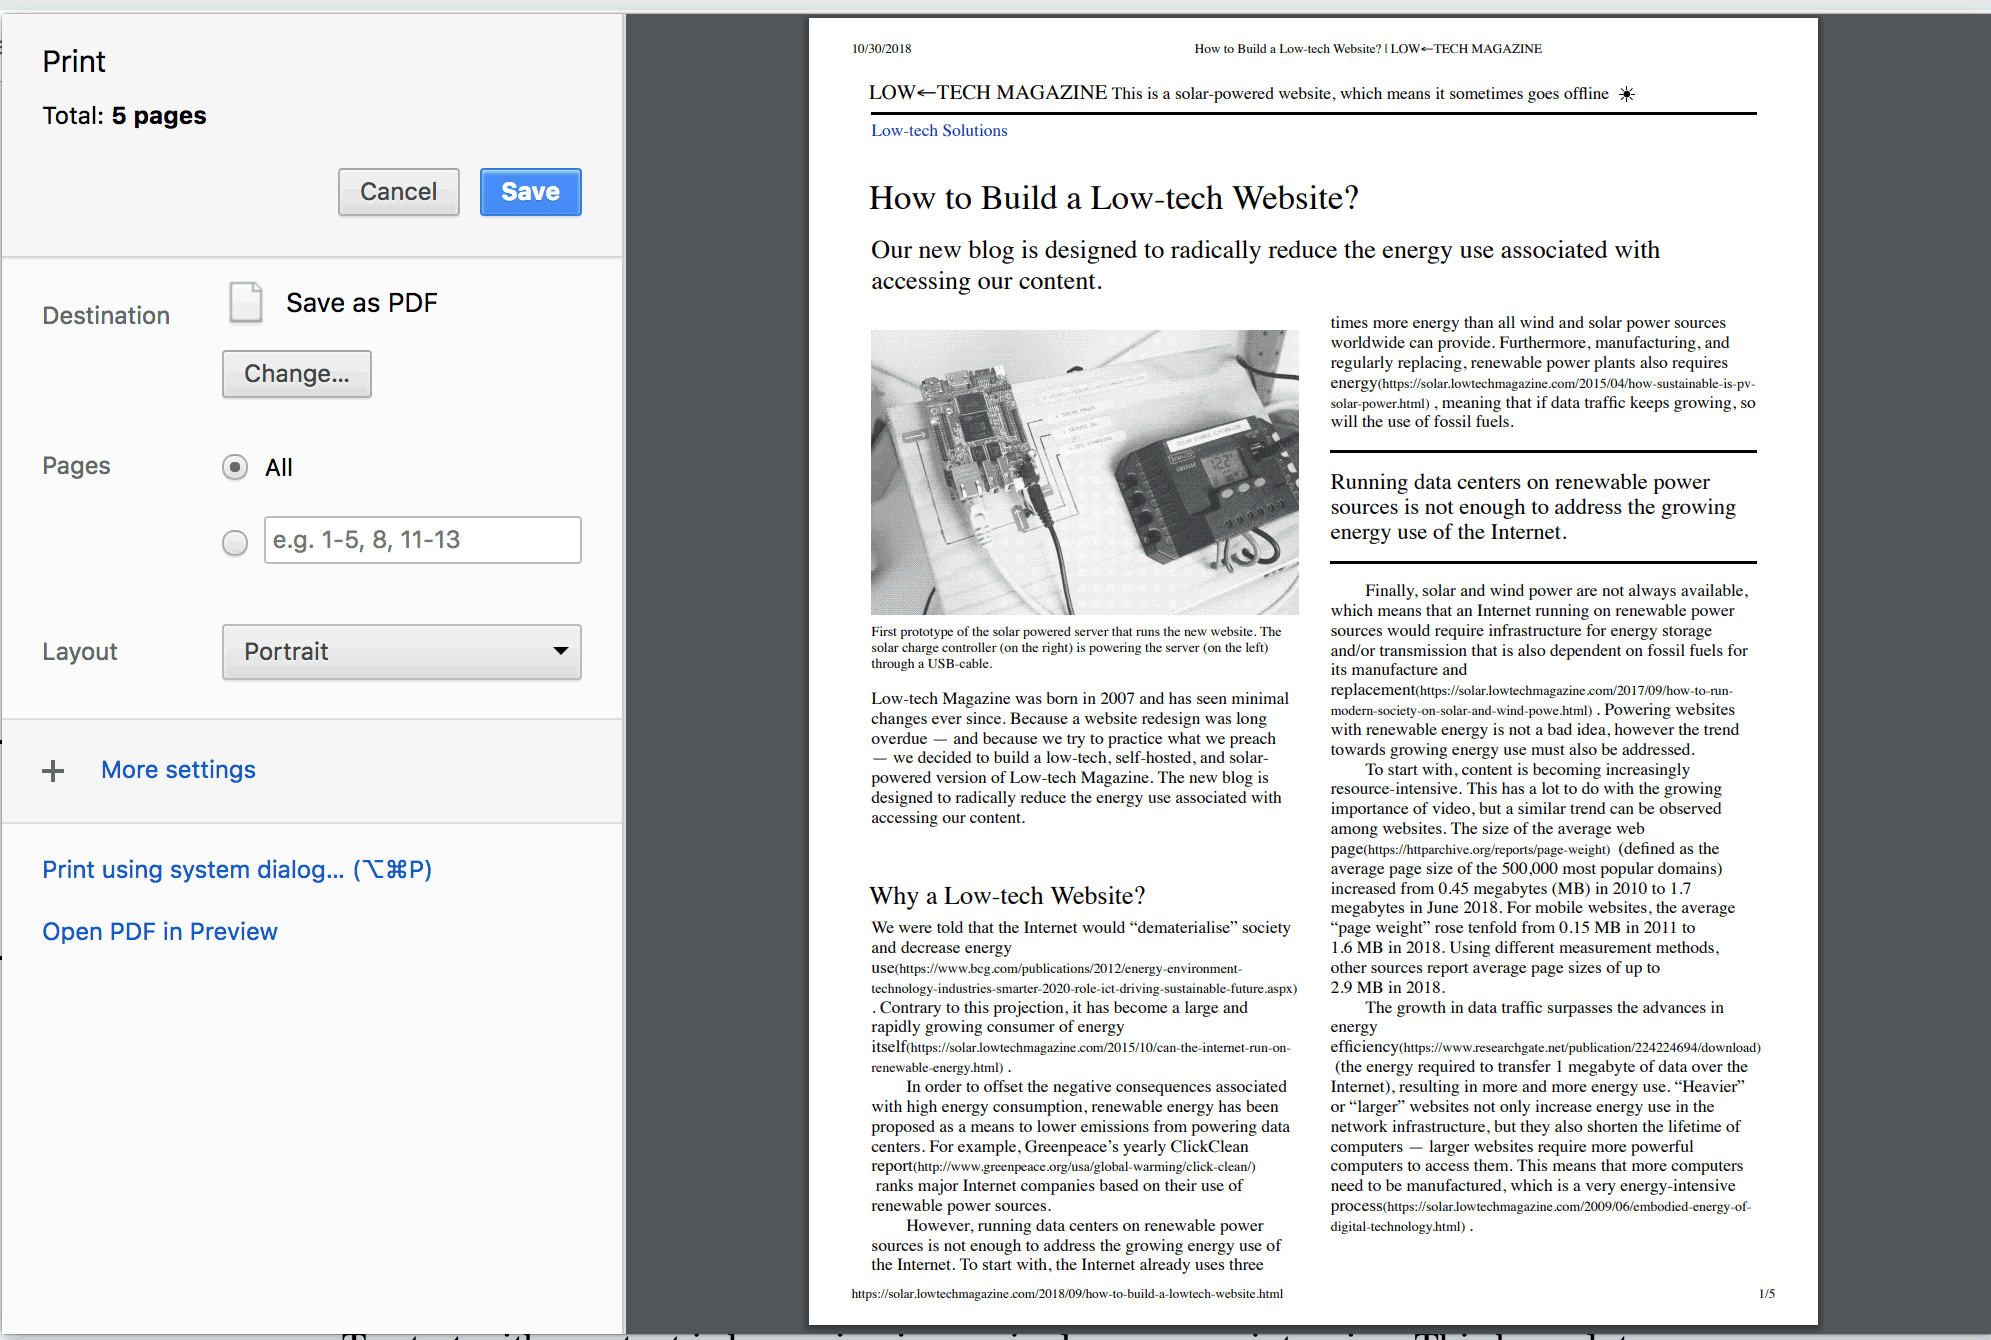 Print
Total: 5 pages
Cancel
Save
Destination
Save as PDF
Change...
Pages
All
e.g. 1-5, 8, 11-13
Layout
Portrait
More settings
Print using system dialog... (⌥⌘P)
Open PDF in Preview
10/30/2018
How to Build a Low-tech Website? | LOW←TECH MAGAZINE
LOW←TECH MAGAZINE This is a solar-powered website, which means it sometimes goes offline ☀
Low-tech Solutions
How to Build a Low-tech Website?
Our new blog is designed to radically reduce the energy use associated with
accessing our content.
SOLAR CHARGE CONTROLLER
First prototype of the solar powered server that runs the new website. The
solar charge controller (on the right) is powering the server (on the left)
through a USB-cable.
Low-tech Magazine was born in 2007 and has seen minimal
changes ever since. Because a website redesign was long
overdue — and because we try to practice what we preach
— we decided to build a low-tech, self-hosted, and solar-
powered version of Low-tech Magazine. The new blog is
designed to radically reduce the energy use associated with
accessing our content.
Why a Low-tech Website?
We were told that the Internet would “dematerialise” society
and decrease energy
use(https://www.bcg.com/publications/2012/energy-environment-
technology-industries-smarter-2020-role-ict-driving-sustainable-future.aspx)
. Contrary to this projection, it has become a large and
rapidly growing consumer of energy
itself(https://solar.lowtechmagazine.com/2015/10/can-the-internet-run-on-
renewable-energy.html) .
In order to offset the negative consequences associated
with high energy consumption, renewable energy has been
proposed as a means to lower emissions from powering data
centers. For example, Greenpeace’s yearly ClickClean
report(http://www.greenpeace.org/usa/global-warming/click-clean/)
ranks major Internet companies based on their use of
renewable power sources.
However, running data centers on renewable power
sources is not enough to address the growing energy use of
the Internet. To start with, the Internet already uses three
times more energy than all wind and solar power sources
worldwide can provide. Furthermore, manufacturing, and
regularly replacing, renewable power plants also requires
energy(https://solar.lowtechmagazine.com/2015/04/how-sustainable-is-pv-
solar-power.html) , meaning that if data traffic keeps growing, so
will the use of fossil fuels.
Running data centers on renewable power
sources is not enough to address the growing
energy use of the Internet.
Finally, solar and wind power are not always available,
which means that an Internet running on renewable power
sources would require infrastructure for energy storage
and/or transmission that is also dependent on fossil fuels for
its manufacture and
replacement(https://solar.lowtechmagazine.com/2017/09/how-to-run-
modern-society-on-solar-and-wind-powe.html) . Powering websites
with renewable energy is not a bad idea, however the trend
towards growing energy use must also be addressed.
To start with, content is becoming increasingly
resource-intensive. This has a lot to do with the growing
importance of video, but a similar trend can be observed
among websites. The size of the average web
page(https://httparchive.org/reports/page-weight) (defined as the
average page size of the 500,000 most popular domains)
increased from 0.45 megabytes (MB) in 2010 to 1.7
megabytes in June 2018. For mobile websites, the average
“page weight” rose tenfold from 0.15 MB in 2011 to
1.6 MB in 2018. Using different measurement methods,
other sources report average page sizes of up to
2.9 MB in 2018.
The growth in data traffic surpasses the advances in
energy
efficiency(https://www.researchgate.net/publication/224224694/download)
(the energy required to transfer 1 megabyte of data over the
Internet), resulting in more and more energy use. “Heavier”
or “larger” websites not only increase energy use in the
network infrastructure, but they also shorten the lifetime of
computers — larger websites require more powerful
computers to access them. This means that more computers
need to be manufactured, which is a very energy-intensive
process(https://solar.lowtechmagazine.com/2009/06/embodied-energy-of-
digital-technology.html) .
https://solar.lowtechmagazine.com/2018/09/how-to-build-a-lowtech-website.html
1/5